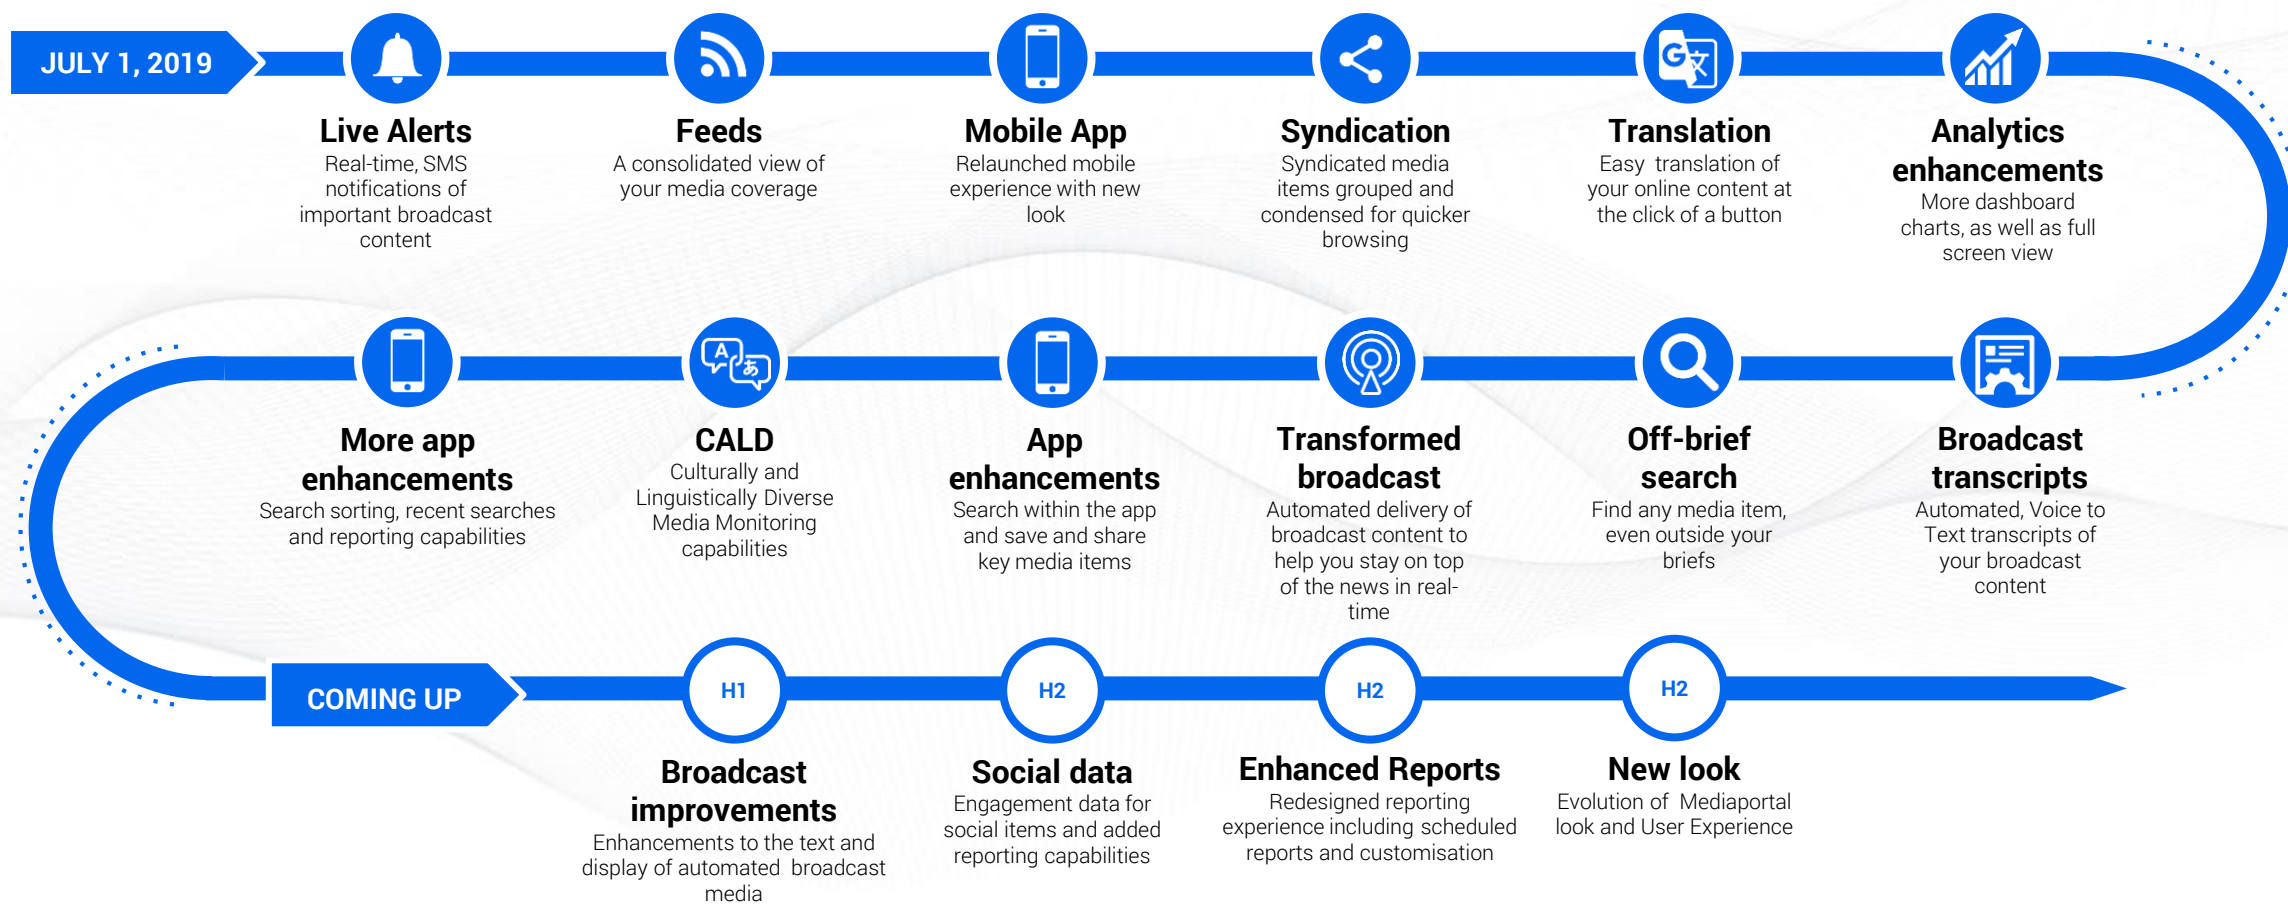 JULY 1, 2019
Live Alerts
Real-time, SMS
notifications of
important broadcast
content
Feeds
A consolidated view of
your media coverage
Mobile App
Relaunched mobile
experience with new
look
Syndication
Syndicated media
items grouped and
condensed for quicker
browsing
G文
Translation
Easy translation of
your online content at
the click of a button
Analytics
enhancements
More dashboard
charts, as well as full
screen view
More app
enhancements
Search sorting, recent searches
and reporting capabilities
A あ
CALD
Culturally and
Linguistically Diverse
Media Monitoring
capabilities
App
enhancements
Search within the app
and save and share
key media items
Transformed
broadcast
Automated delivery of
broadcast content to
help you stay on top
of the news in real-
time
Off-brief
search
Find any media item,
even outside your
briefs
Broadcast
transcripts
Automated, Voice to
Text transcripts of
your broadcast
content
COMING UP
H1
Broadcast
improvements
Enhancements to the text and
display of automated broadcast
media
H2
Social data
Engagement data for
social items and added
reporting capabilities
H2
Enhanced Reports
Redesigned reporting
experience including scheduled
reports and customisation
H2
New look
Evolution of Mediaportal
look and User Experience